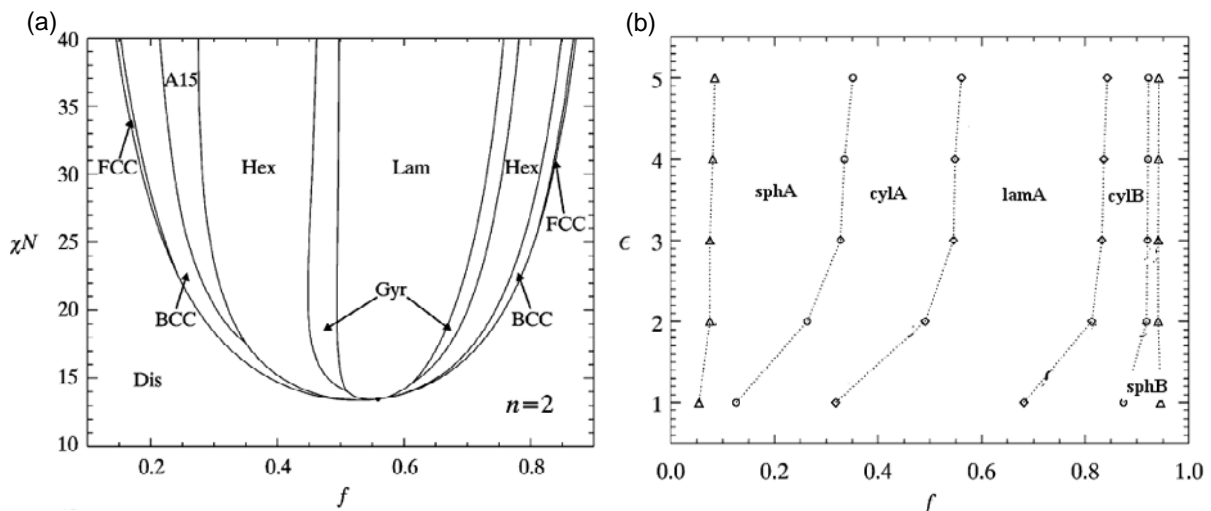 (a)
40
35
30
25
20
15
10
χN
A15
FCC
Hex
Lam
Hex
FCC
BCC
Gyr
BCC
Dis
n=2
0.2
0.4
0.6
0.8
f
(b)
5
4
3
2
1
ϵ
sphA
cylA
lamA
cylB
sphB
0.0
0.2
0.4
0.6
0.8
1.0
f